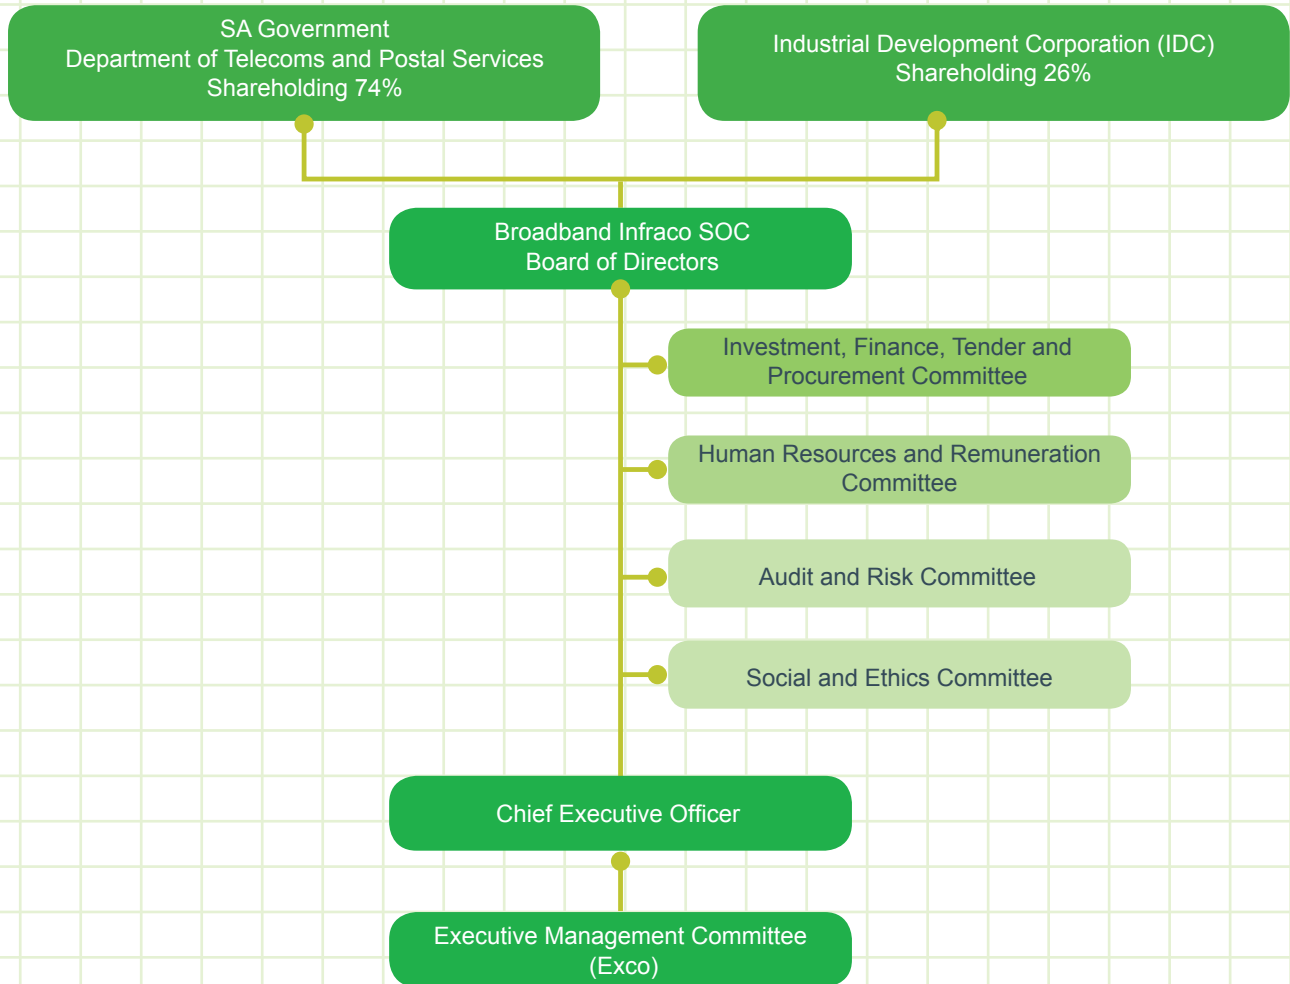 SA Government
Department of Telecoms and Postal Services
Shareholding 74%
Industrial Development Corporation (IDC)
Shareholding 26%
Broadband Infraco SOC
Board of Directors
Investment, Finance, Tender and
Procurement Committee
Human Resources and Remuneration
Committee
Audit and Risk Committee
Social and Ethics Committee
Chief Executive Officer
Executive Management Committee
(Exco)